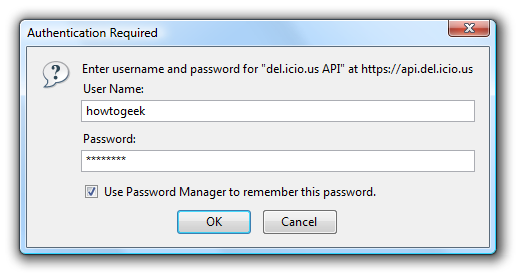 Authentication Required
Enter username and password for "del.icio.us API" at https://api.del.icio.us
User Name:
howtogeek
Password:
********
Use Password Manager to remember this password.
OK
Cancel